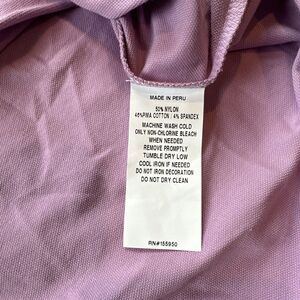 MADE IN PERU
50% NYLON
46%PIMA COTTON / 4% SPANDEX
MACHINE WASH COLD
ONLY NON-CHLORINE BLEACH
WHEN NEEDED
REMOVE PROMPTLY
TUMBLE DRY LOW
COOL IRON IF NEEDED
DO NOT IRON DECORATION
DO NOT DRY CLEAN
RN#155950